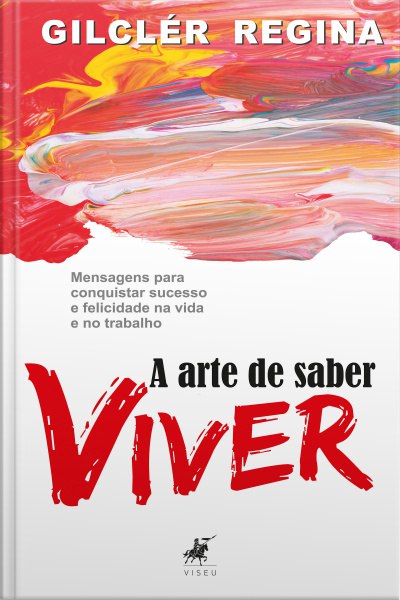 GILCLÉR REGINA
Mensagens para
conquistar sucesso
e felicidade na vida
e no trabalho
A arte de saber
VIVER
VISEU